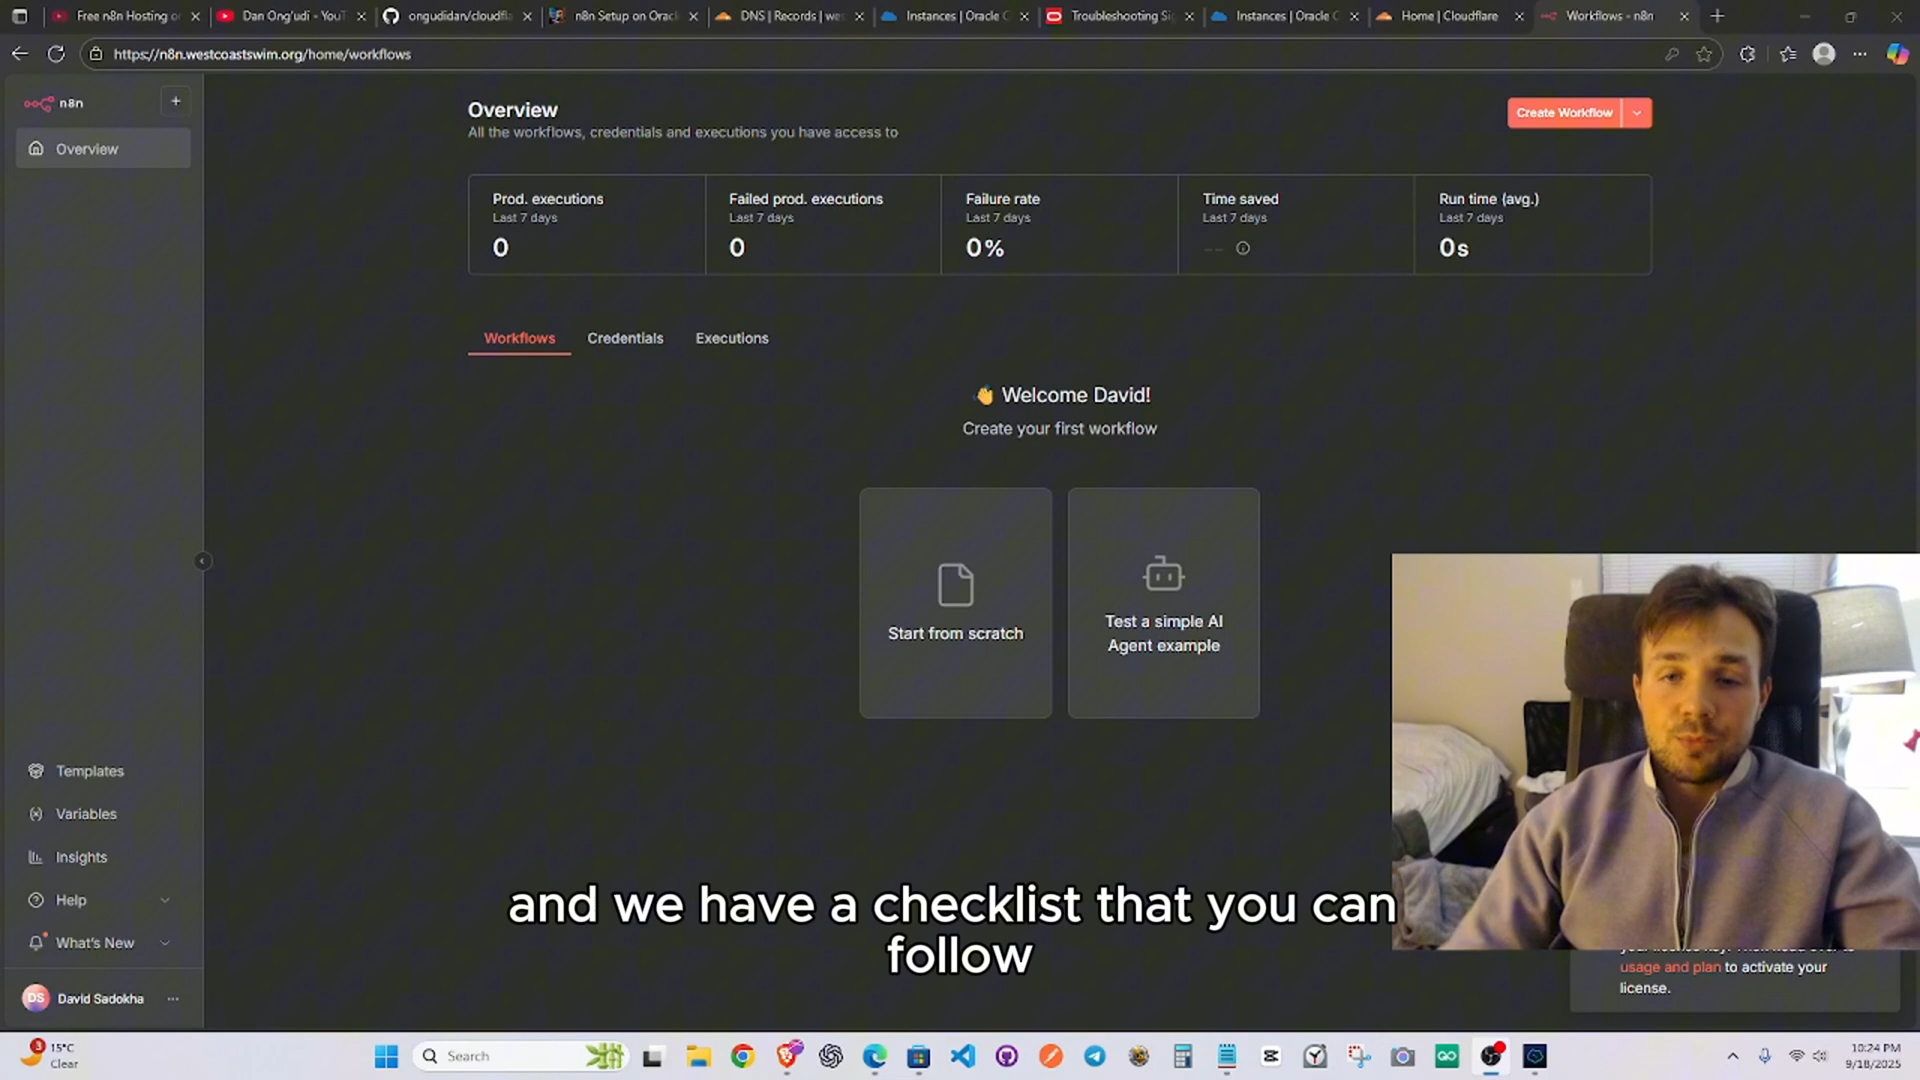 Free n8n Hosting or
Dan Ong'udi - YouT
ongudidan/cloudfla
n8n Setup on Oracl
DNS | Records | wes
Instances | Oracle C
Troubleshooting Sig
Instances | Oracle C
Home | Cloudflare
Workflows - n8n
https://n8n.westcoastswim.org/home/workflows
n8n
Overview
Overview
All the workflows, credentials and executions you have access to
Create Workflow
Prod. executions
Last 7 days
0
Failed prod. executions
Last 7 days
0
Failure rate
Last 7 days
0%
Time saved
Last 7 days
--
Run time (avg.)
Last 7 days
0s
Workflows
Credentials
Executions
👋 Welcome David!
Create your first workflow
Start from scratch
Test a simple AI
Agent example
Templates
Variables
Insights
Help
What's New
DS
David Sadokha
and we have a checklist that you can
follow
usage and plan to activate your
license.
3
15°C
Clear
Search
10:24 PM
9/18/2025